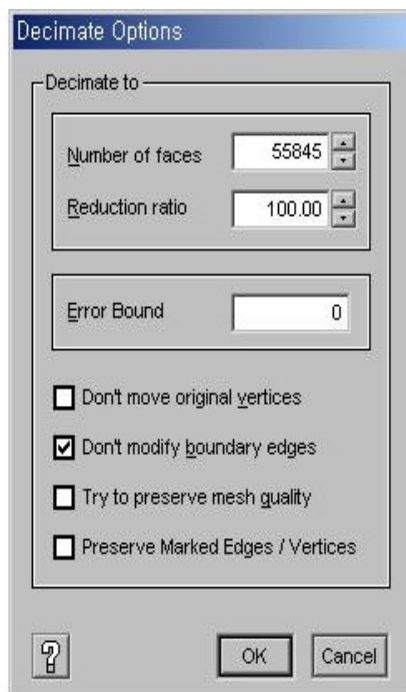 Decimate Options
Decimate to
Number of faces 55845
Reduction ratio 100.00
Error Bound 0
Don't move original vertices
Don't modify boundary edges
Try to preserve mesh quality
Preserve Marked Edges / Vertices
? OK Cancel